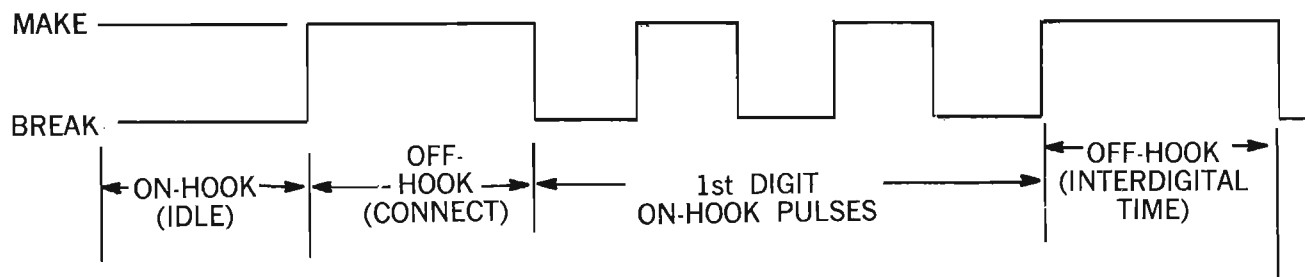 MAKE
BREAK
ON-HOOK
(IDLE)
OFF-
HOOK
(CONNECT)
1st DIGIT
ON-HOOK PULSES
OFF-HOOK
(INTERDIGITAL
TIME)